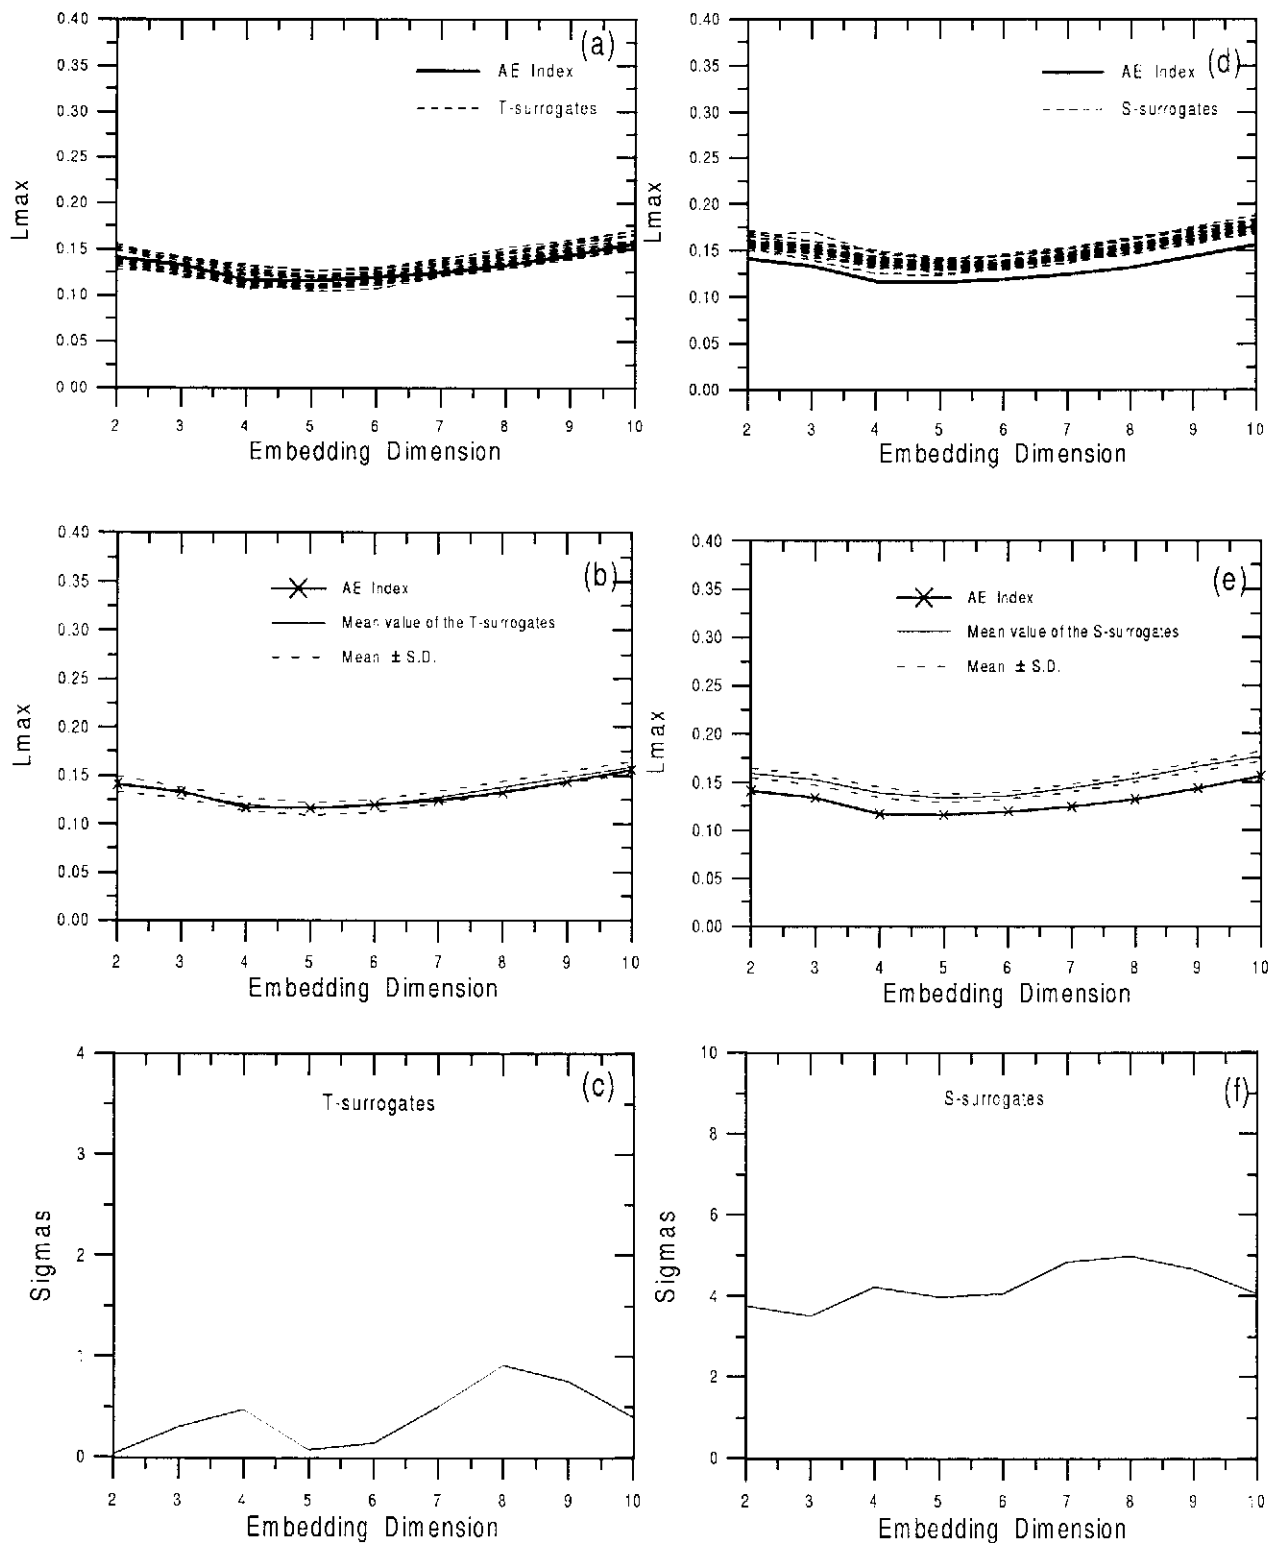 (a)
AE Index
T-surrogates
0.40
0.35
0.30
0.25
0.20
0.15
0.10
0.05
0.00
Lmax
2 3 4 5 6 7 8 9 10
Embedding Dimension
(d)
AE Index
S-surrogates
0.40
0.35
0.30
0.25
0.20
0.15
0.10
0.05
0.00
Lmax
2 3 4 5 6 7 8 9 10
Embedding Dimension
(b)
AE Index
Mean value of the T-surrogates
Mean ± S.D.
0.40
0.35
0.30
0.25
0.20
0.15
0.10
0.05
0.00
Lmax
2 3 4 5 6 7 8 9 10
Embedding Dimension
(e)
AE Index
Mean value of the S-surrogates
Mean ± S.D.
0.40
0.35
0.30
0.25
0.20
0.15
0.10
0.05
0.00
Lmax
2 3 4 5 6 7 8 9 10
Embedding Dimension
(c)
T-surrogates
4
3
2
1
0
Sigmas
2 3 4 5 6 7 8 9 10
Embedding Dimension
(f)
S-surrogates
10
8
6
4
2
0
Sigmas
2 3 4 5 6 7 8 9 10
Embedding Dimension